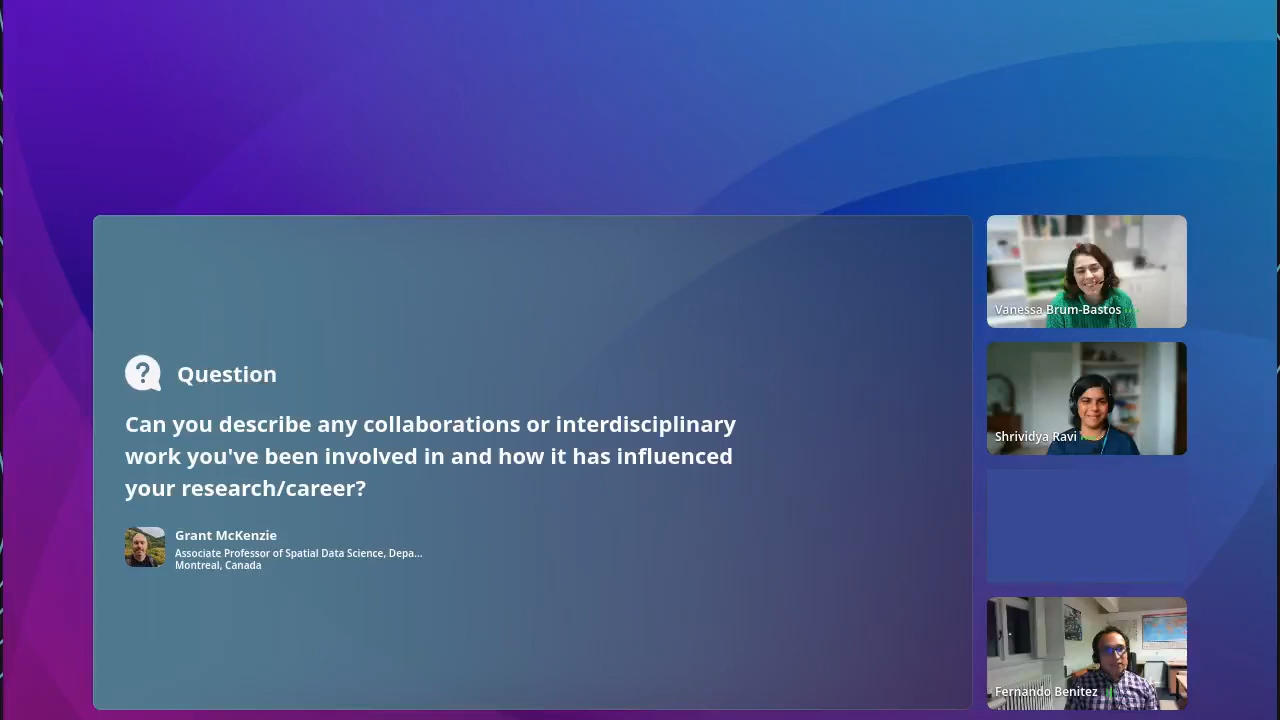 Question
Can you describe any collaborations or interdisciplinary
work you've been involved in and how it has influenced
your research/career?
Grant McKenzie
Associate Professor of Spatial Data Science, Depa...
Montreal, Canada
Vanessa Brum-Bastos
Shrividya Ravi
Fernando Benitez